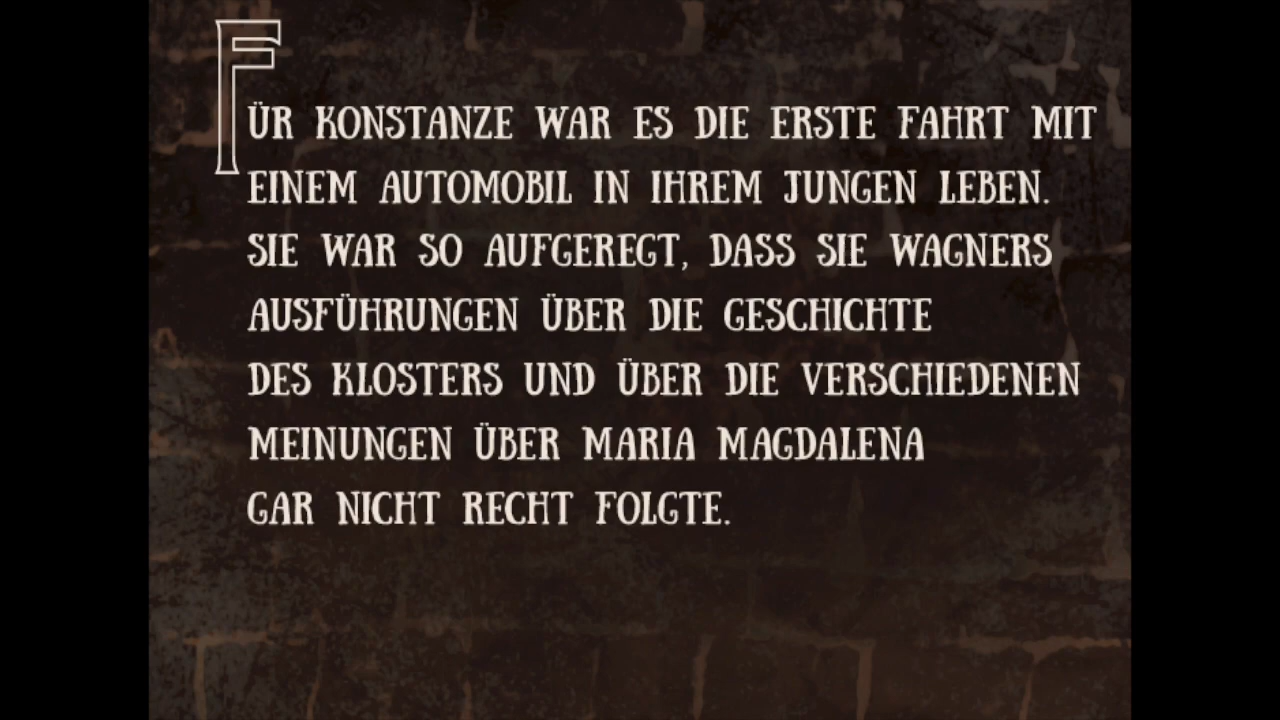 FÜR KONSTANZE WAR ES DIE ERSTE FAHRT MIT
EINEM AUTOMOBIL IN IHREM JUNGEN LEBEN.
SIE WAR SO AUFGEREGT, DASS SIE WAGNERS
AUSFÜHRUNGEN ÜBER DIE GESCHICHTE
DES KLOSTERS UND ÜBER DIE VERSCHIEDENEN
MEINUNGEN ÜBER MARIA MAGDALENA
GAR NICHT RECHT FOLGTE.